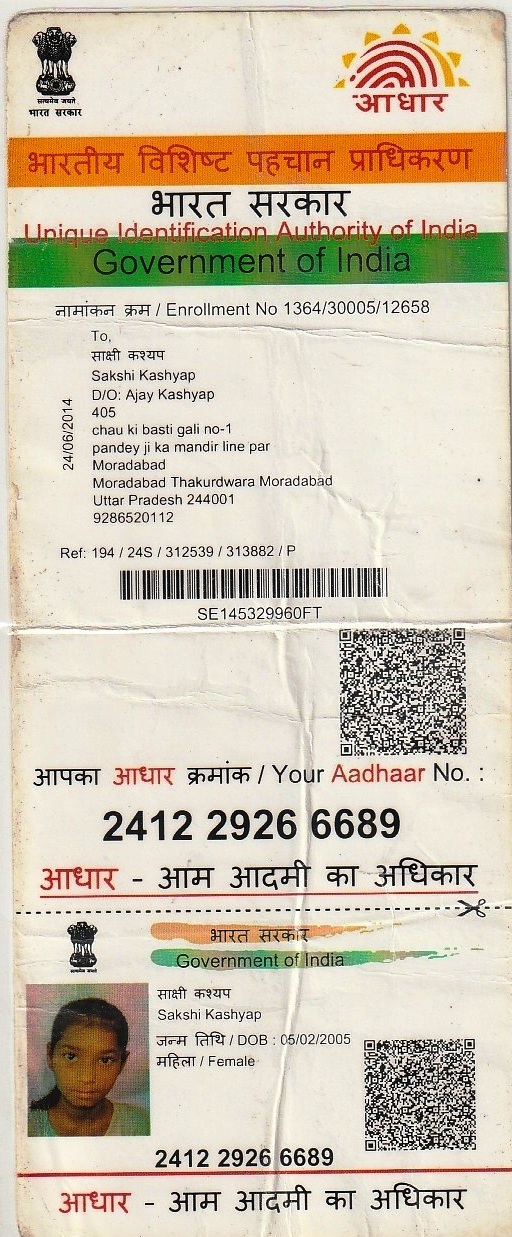 सत्यमेव जयते
भारत सरकार
आधार
भारतीय विशिष्ट पहचान प्राधिकरण
भारत सरकार
Unique Identification Authority of India
Government of India
नामांकन क्रम / Enrollment No 1364/30005/12658
To,
साक्षी कश्यप
Sakshi Kashyap
D/O: Ajay Kashyap
405
chau ki basti gali no-1
pandey ji ka mandir line par
Moradabad
Moradabad Thakurdwara Moradabad
Uttar Pradesh 244001
9286520112
24/06/2014
Ref: 194 / 24S / 312539 / 313882 / P
SE145329960FT
आपका आधार क्रमांक / Your Aadhaar No. :
2412 2926 6689
आधार - आम आदमी का अधिकार
सत्यमेव जयते
भारत सरकार
Government of India
साक्षी कश्यप
Sakshi Kashyap
जन्म तिथि / DOB : 05/02/2005
महिला / Female
2412 2926 6689
आधार - आम आदमी का अधिकार